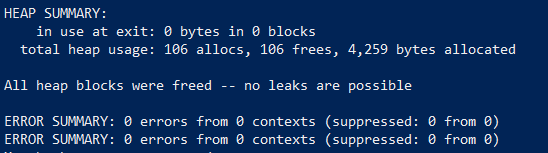 HEAP SUMMARY:
in use at exit: 0 bytes in 0 blocks
total heap usage: 106 allocs, 106 frees, 4,259 bytes allocated
All heap blocks were freed -- no leaks are possible
ERROR SUMMARY: 0 errors from 0 contexts (suppressed: 0 from 0)
ERROR SUMMARY: 0 errors from 0 contexts (suppressed: 0 from 0)